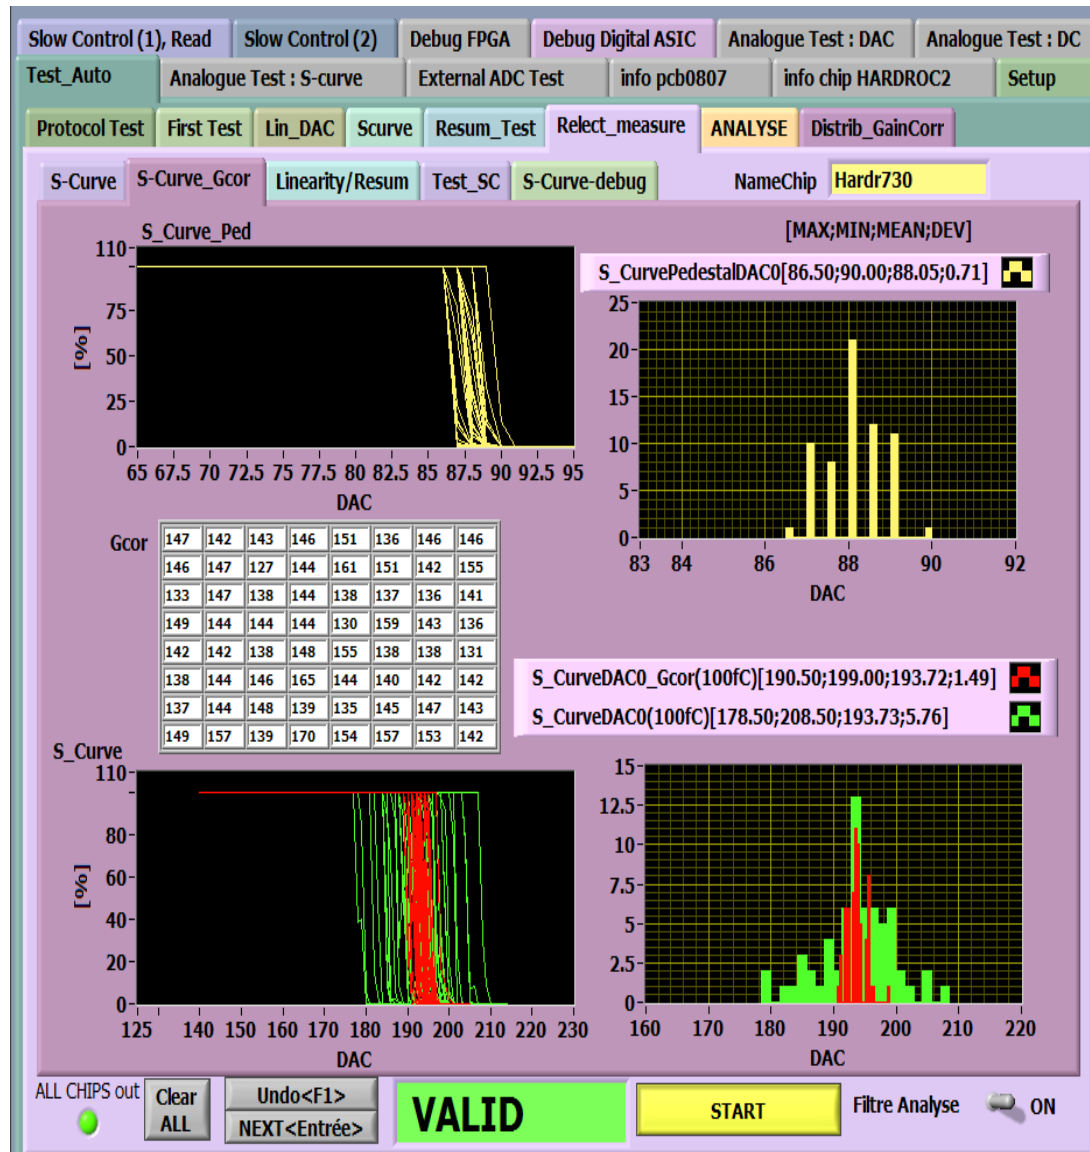 Slow Control (1), Read Slow Control (2) Debug FPGA Debug Digital ASIC Analogue Test : DAC Analogue Test : DC
Test_Auto Analogue Test : S-curve External ADC Test info pcb0807 info chip HARDROC2 Setup
Protocol Test First Test Lin_DAC Scurve Resum_Test Relect_measure ANALYSE Distrib_GainCorr
S-Curve S-Curve_Gcor Linearity/Resum Test_SC S-Curve-debug NameChip Hardr730
S_Curve_Ped [MAX;MIN;MEAN;DEV]
S_CurvePedestalDAC0[86.50;90.00;88.05;0.71]
110-
75-
50-
25-
0-
[%]
65 67.5 70 72.5 75 77.5 80 82.5 85 87.5 90 92.5 95
DAC
25-
20-
15-
10-
5-
0-
83 84 86 88 90 92
DAC
Gcor
147 142 143 146 151 136 146 146
146 147 127 144 161 151 142 155
133 147 138 144 138 137 136 141
149 144 144 144 130 159 143 136
142 142 138 148 155 138 138 131
138 144 146 165 144 140 142 142
137 144 148 139 135 145 147 143
149 157 139 170 154 157 153 142
S_CurveDAC0_Gcor(100fC)[190.50;199.00;193.72;1.49]
S_CurveDAC0(100fC)[178.50;208.50;193.73;5.76]
S_Curve
110-
80-
60-
40-
20-
0-
[%]
125 140 150 160 170 180 190 200 210 220 230
DAC
15-
12.5-
10-
7.5-
5-
2.5-
0-
160 170 180 190 200 210 220
DAC
ALL CHIPS out
Clear
ALL
Undo<F1>
NEXT<Entrée>
VALID
START
Filtre Analyse
ON